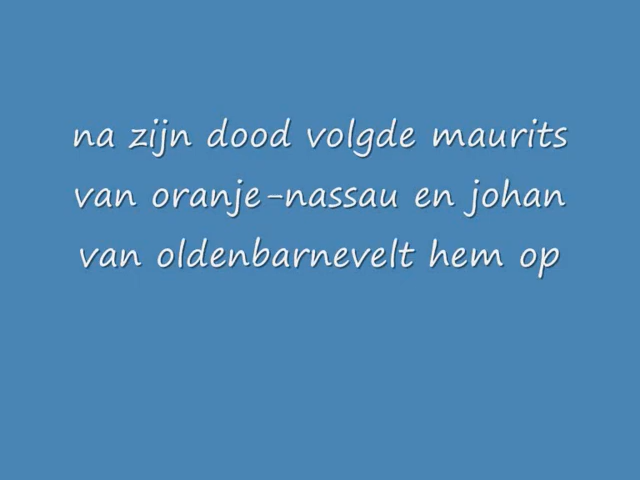 na zijn dood volgde maurits
van oranje-nassau en johan
van oldenbarnevelt hem op